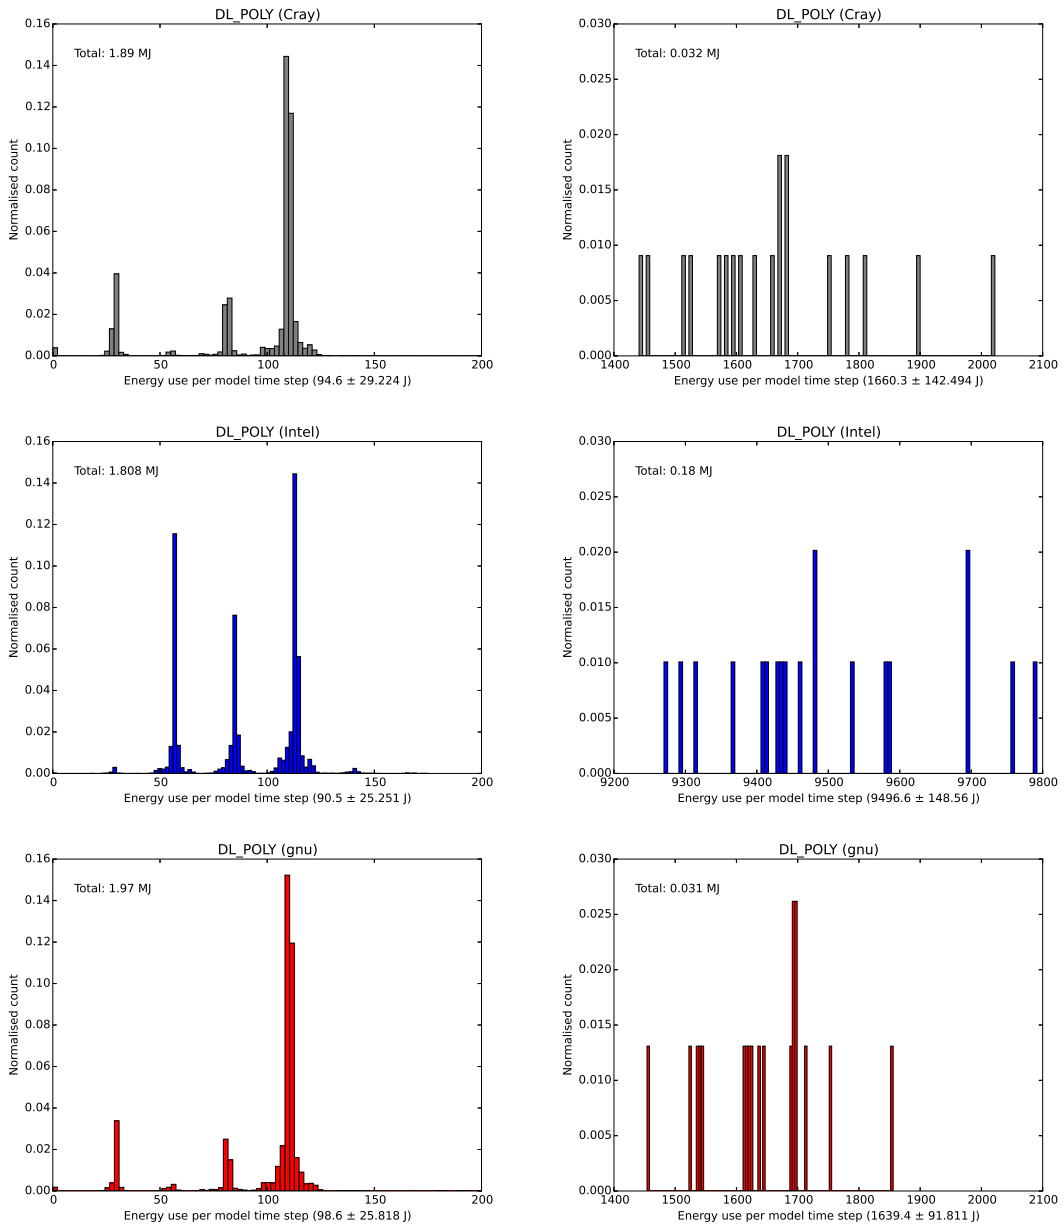 DL_POLY (Cray)
0.16
0.14
0.12
0.10
0.08
0.06
0.04
0.02
0.00
Normalised count
Total: 1.89 MJ
0 50 100 150 200
Energy use per model time step (94.6 ± 29.224 J)
DL_POLY (Cray)
0.030
0.025
0.020
0.015
0.010
0.005
0.000
Normalised count
Total: 0.032 MJ
1400 1500 1600 1700 1800 1900 2000 2100
Energy use per model time step (1660.3 ± 142.494 J)
DL_POLY (Intel)
0.16
0.14
0.12
0.10
0.08
0.06
0.04
0.02
0.00
Normalised count
Total: 1.808 MJ
0 50 100 150 200
Energy use per model time step (90.5 ± 25.251 J)
DL_POLY (Intel)
0.030
0.025
0.020
0.015
0.010
0.005
0.000
Normalised count
Total: 0.18 MJ
9200 9300 9400 9500 9600 9700 9800
Energy use per model time step (9496.6 ± 148.56 J)
DL_POLY (gnu)
0.16
0.14
0.12
0.10
0.08
0.06
0.04
0.02
0.00
Normalised count
Total: 1.97 MJ
0 50 100 150 200
Energy use per model time step (98.6 ± 25.818 J)
DL_POLY (gnu)
0.030
0.025
0.020
0.015
0.010
0.005
0.000
Normalised count
Total: 0.031 MJ
1400 1500 1600 1700 1800 1900 2000 2100
Energy use per model time step (1639.4 ± 91.811 J)